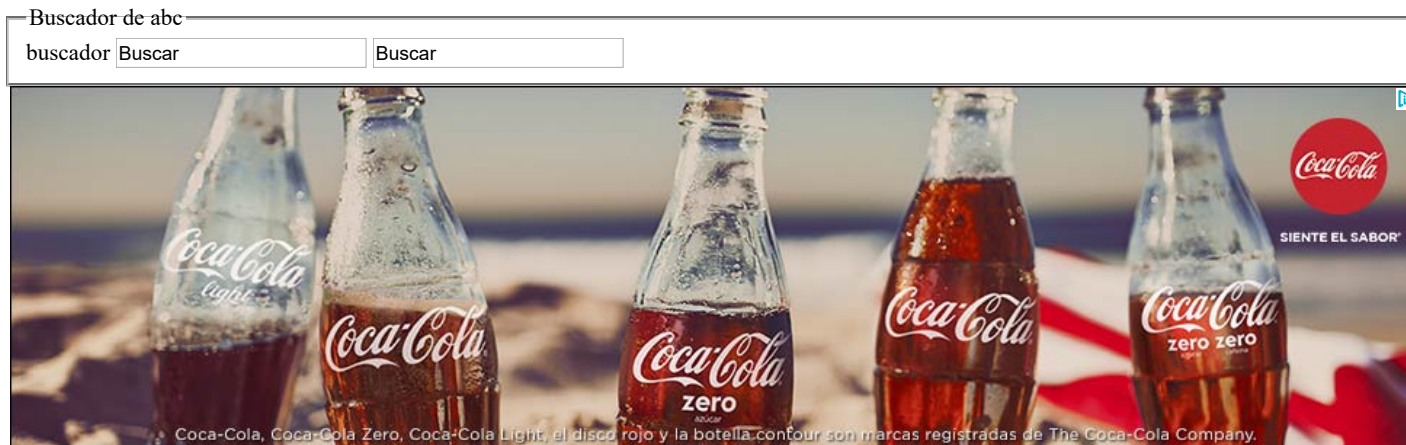 Buscador de abc
buscador Buscar Buscar
Coca-Cola
SIENTE EL SABOR
Coca-Cola
light
Coca-Cola
Coca-Cola
zero
azúcar
Coca-Cola
Coca-Cola
zero zero
azúcar cafeína
Coca-Cola, Coca-Cola Zero, Coca-Cola Light, el disco rojo y la botella contour son marcas registradas de The Coca-Cola Company.